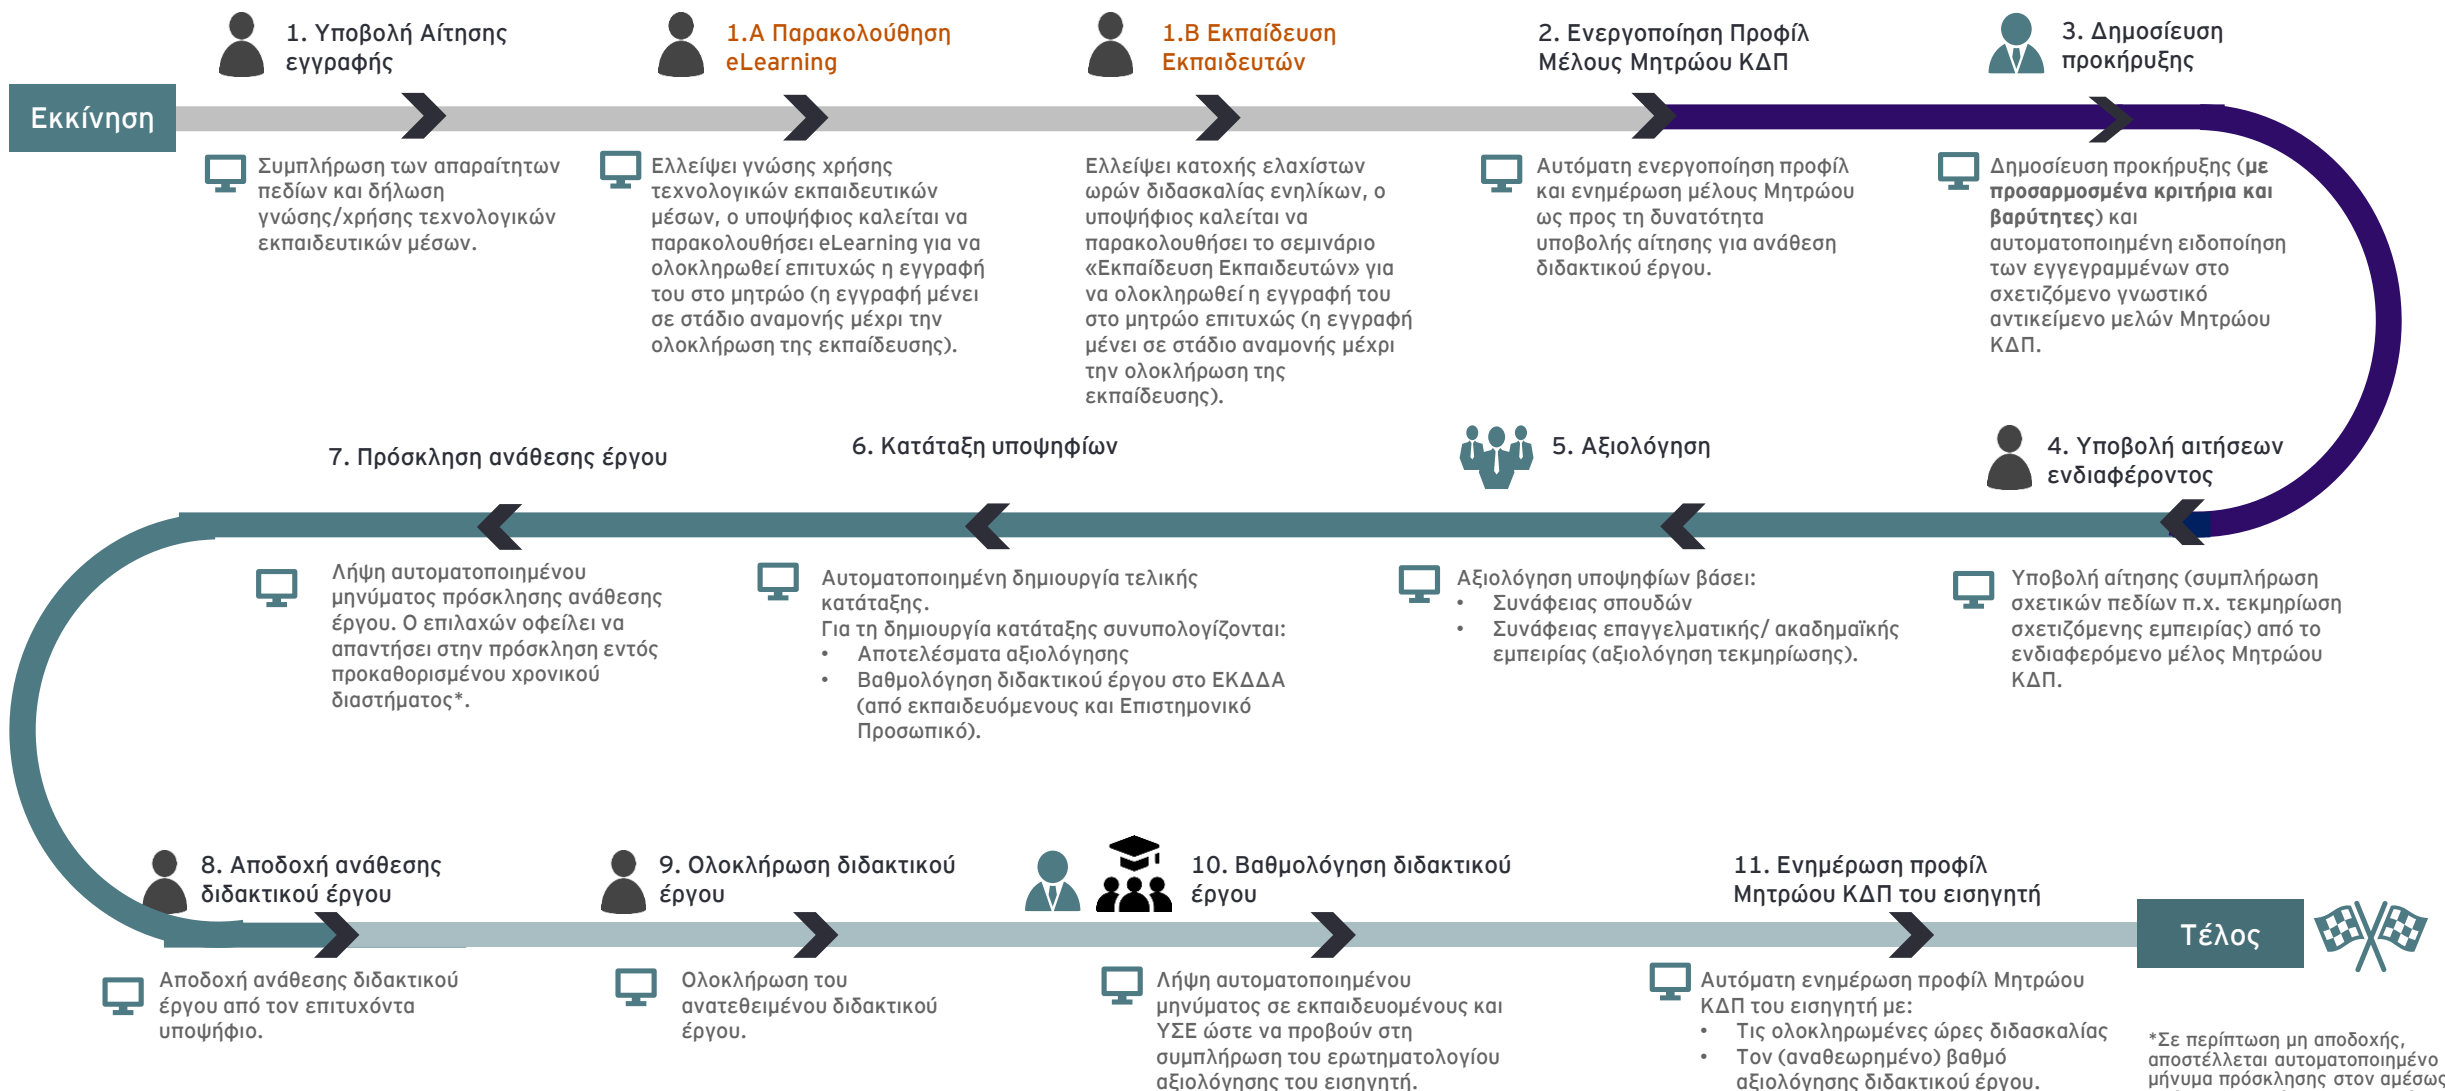 1. Υποβολή Αίτησης
εγγραφής
1.Α Παρακολούθηση
eLearning
1.Β Εκπαίδευση
Εκπαιδευτών
2. Ενεργοποίηση Προφίλ
Μέλους Μητρώου ΚΔΠ
3. Δημοσίευση
προκήρυξης
Εκκίνηση
Συμπλήρωση των απαραίτητων
πεδίων και δήλωση
γνώσης/χρήσης τεχνολογικών
εκπαιδευτικών μέσων.
Ελλείψει γνώσης χρήσης
τεχνολογικών εκπαιδευτικών
μέσων, ο υποψήφιος καλείται να
παρακολουθήσει eLearning για να
ολοκληρωθεί επιτυχώς η εγγραφή
του στο μητρώο (η εγγραφή μένει
σε στάδιο αναμονής μέχρι την
ολοκλήρωση της εκπαίδευσης).
Ελλείψει κατοχής ελαχίστων
ωρών διδασκαλίας ενηλίκων, ο
υποψήφιος καλείται να
παρακολουθήσει το σεμινάριο
«Εκπαίδευση Εκπαιδευτών» για
να ολοκληρωθεί η εγγραφή του
στο μητρώο επιτυχώς (η εγγραφή
μένει σε στάδιο αναμονής μέχρι
την ολοκλήρωση της
εκπαίδευσης).
Αυτόματη ενεργοποίηση προφίλ
και ενημέρωση μέλους Μητρώου
ως προς τη δυνατότητα
υποβολής αίτησης για ανάθεση
διδακτικού έργου.
Δημοσίευση προκήρυξης (με
προσαρμοσμένα κριτήρια και
βαρύτητες) και
αυτοματοποιημένη ειδοποίηση
των εγγεγραμμένων στο
σχετιζόμενο γνωστικό
αντικείμενο μελών Μητρώου
ΚΔΠ.
7. Πρόσκληση ανάθεσης έργου
6. Κατάταξη υποψηφίων
5. Αξιολόγηση
4. Υποβολή αιτήσεων
ενδιαφέροντος
Λήψη αυτοματοποιημένου
μηνύματος πρόσκλησης ανάθεσης
έργου. Ο επιλαχών οφείλει να
απαντήσει στην πρόσκληση εντός
προκαθορισμένου χρονικού
διαστήματος*.
Αυτοματοποιημένη δημιουργία τελικής
κατάταξης.
Για τη δημιουργία κατάταξης συνυπολογίζονται:
• Αποτελέσματα αξιολόγησης
• Βαθμολόγηση διδακτικού έργου στο ΕΚΔΔΑ
(από εκπαιδευόμενους και Επιστημονικό
Προσωπικό).
Αξιολόγηση υποψηφίων βάσει:
• Συνάφειας σπουδών
• Συνάφειας επαγγελματικής/ ακαδημαϊκής
εμπειρίας (αξιολόγηση τεκμηρίωσης).
Υποβολή αίτησης (συμπλήρωση
σχετικών πεδίων π.χ. τεκμηρίωση
σχετιζόμενης εμπειρίας) από το
ενδιαφερόμενο μέλος Μητρώου
ΚΔΠ.
8. Αποδοχή ανάθεσης
διδακτικού έργου
9. Ολοκλήρωση διδακτικού
έργου
10. Βαθμολόγηση διδακτικού
έργου
11. Ενημέρωση προφίλ
Μητρώου ΚΔΠ του εισηγητή
Τέλος
Αποδοχή ανάθεσης διδακτικού
έργου από τον επιτυχόντα
υποψήφιο.
Ολοκλήρωση του
ανατεθειμένου διδακτικού
έργου.
Λήψη αυτοματοποιημένου
μηνύματος σε εκπαιδευομένους και
ΥΣΕ ώστε να προβούν στη
συμπλήρωση του ερωτηματολογίου
αξιολόγησης του εισηγητή.
Αυτόματη ενημέρωση προφίλ Μητρώου
ΚΔΠ του εισηγητή με:
• Τις ολοκληρωμένες ώρες διδασκαλίας
• Τον (αναθεωρημένο) βαθμό
αξιολόγησης διδακτικού έργου.
*Σε περίπτωση μη αποδοχής,
αποστέλλεται αυτοματοποιημένο
μήνυμα πρόσκλησης στον αμέσως